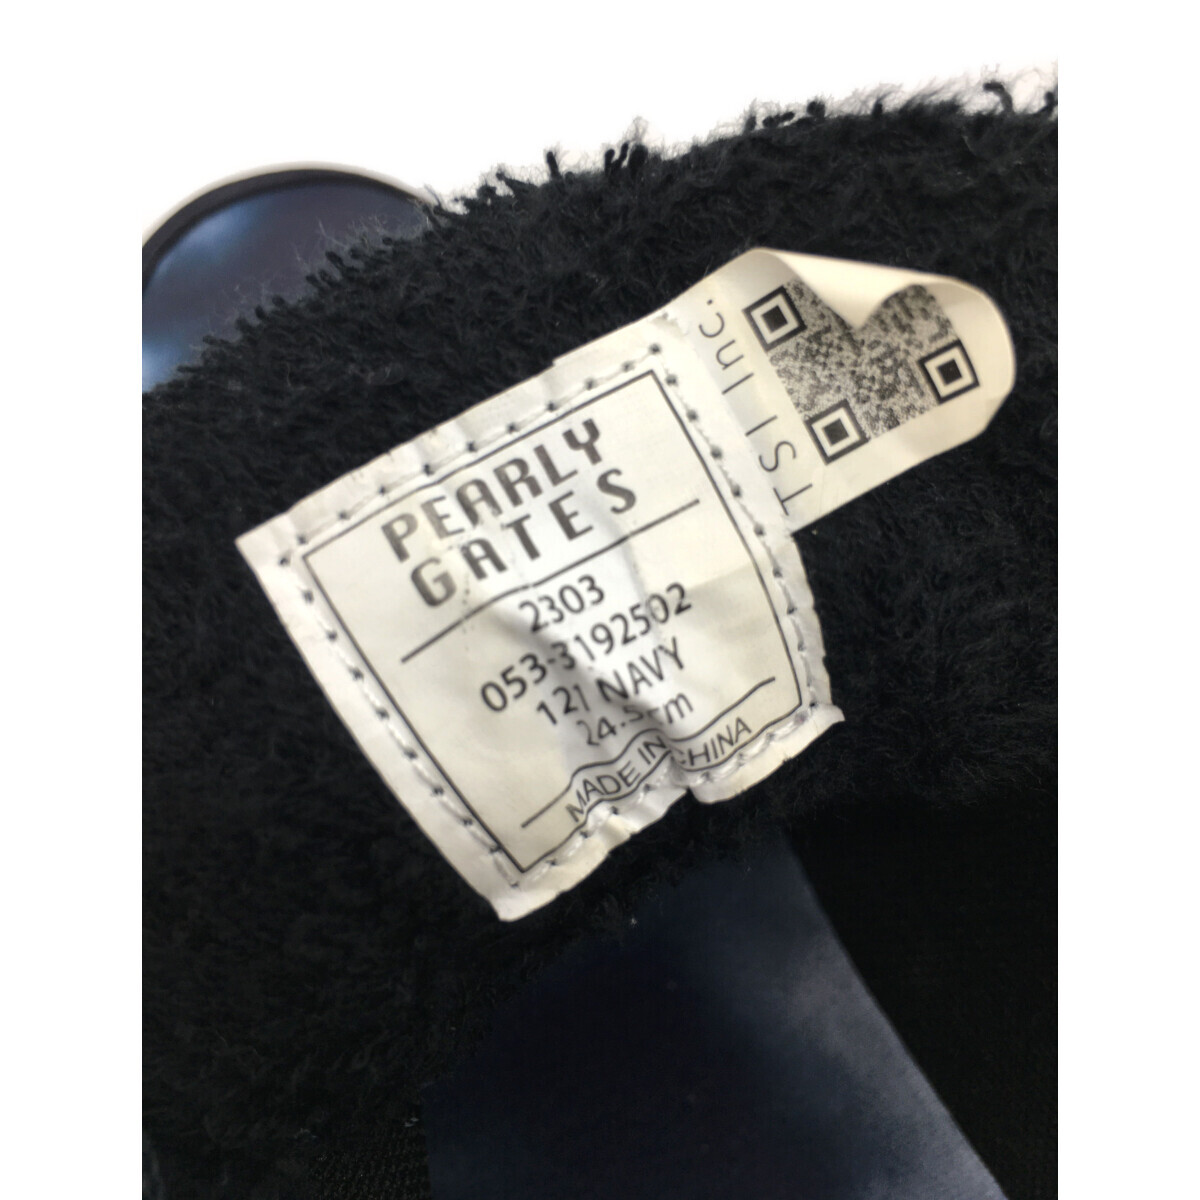 PEARLY
GATES
2303
053-3192502
121 NAVY
24.5cm
MADE IN CHINA
TSI Inc.